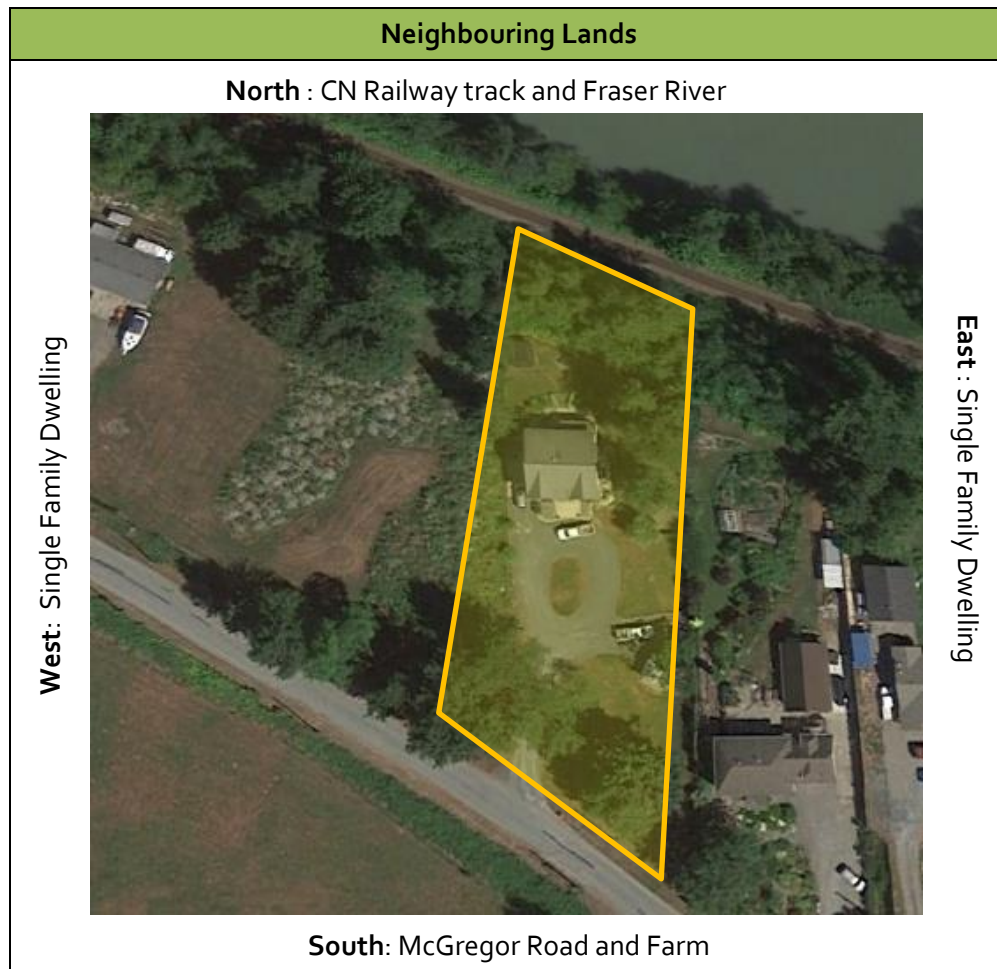 Neighbouring Lands
North : CN Railway track and Fraser River
West: Single Family Dwelling
East : Single Family Dwelling
South: McGregor Road and Farm